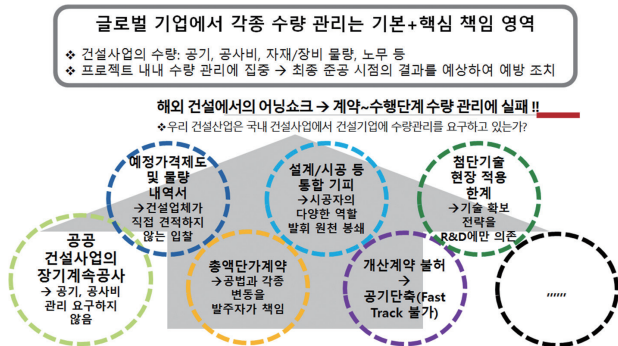 글로벌 기업에서 각종 수량 관리는 기본+핵심 책임 영역
❖ 건설사업의 수량: 공기, 공사비, 자재/장비 물량, 노무 등
❖ 프로젝트 내내 수량 관리에 집중 → 최종 준공 시점의 결과를 예상하여 예방 조치
해외 건설에서의 어닝쇼크 → 계약~수행단계 수량 관리에 실패 !!
❖우리 건설산업은 국내 건설사업에서 건설기업에 수량관리를 요구하고 있는가?
공공
건설사업의
장기계속공사
→ 공기, 공사비
관리 요구하지
않음
예정가격제도
및 물량
내역서
→건설업체가
직접 견적하지
않는 입찰
총액단가계약
→공법과 각종
변동을
발주자가 책임
설계/시공 등
통합 기피
→시공자의
다양한 역할
발휘 원천 봉쇄
개산계약 불허
→
공기단축(Fast
Track 불가)
첨단기술
현장 적용
한계
→기술 확보
전략을
R&D에만 의존
,,,,,,